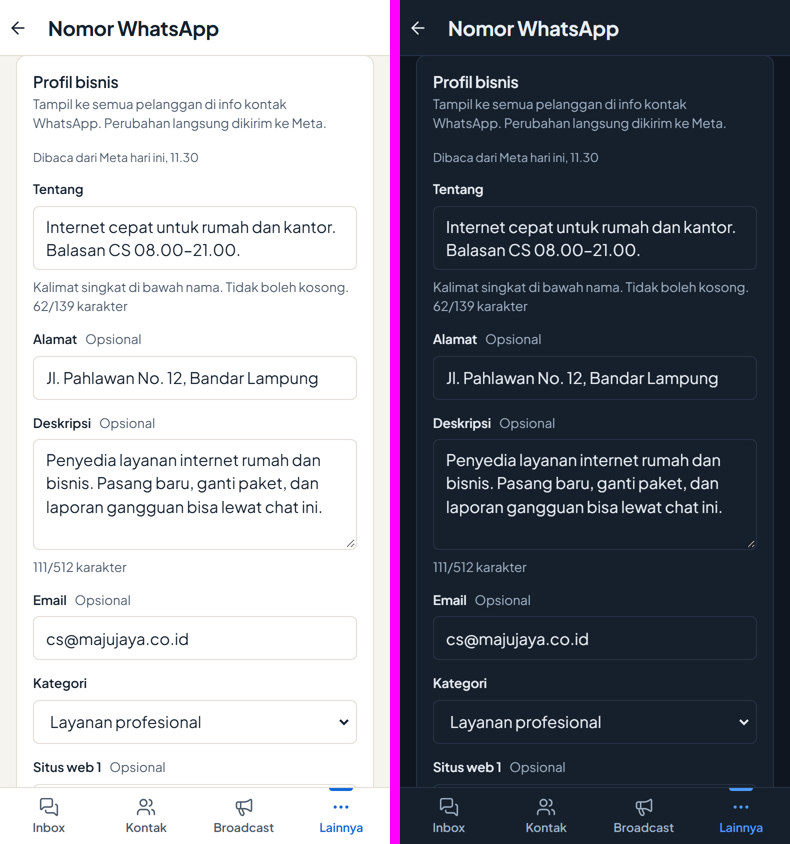 Nomor WhatsApp
Profil bisnis
Tampil ke semua pelanggan di info kontak
WhatsApp. Perubahan langsung dikirim ke Meta.
Dibaca dari Meta hari ini, 11.30
Tentang
Internet cepat untuk rumah dan kantor.
Balasan CS 08.00–21.00.
Kalimat singkat di bawah nama. Tidak boleh kosong.
62/139 karakter
Alamat Opsional
Jl. Pahlawan No. 12, Bandar Lampung
Deskripsi Opsional
Penyedia layanan internet rumah dan
bisnis. Pasang baru, ganti paket, dan
laporan gangguan bisa lewat chat ini.
111/512 karakter
Email Opsional
cs@majujaya.co.id
Kategori
Layanan profesional
Situs web 1 Opsional
Inbox Kontak Broadcast Lainnya
Nomor WhatsApp
Profil bisnis
Tampil ke semua pelanggan di info kontak
WhatsApp. Perubahan langsung dikirim ke Meta.
Dibaca dari Meta hari ini, 11.30
Tentang
Internet cepat untuk rumah dan kantor.
Balasan CS 08.00–21.00.
Kalimat singkat di bawah nama. Tidak boleh kosong.
62/139 karakter
Alamat Opsional
Jl. Pahlawan No. 12, Bandar Lampung
Deskripsi Opsional
Penyedia layanan internet rumah dan
bisnis. Pasang baru, ganti paket, dan
laporan gangguan bisa lewat chat ini.
111/512 karakter
Email Opsional
cs@majujaya.co.id
Kategori
Layanan profesional
Situs web 1 Opsional
Inbox Kontak Broadcast Lainnya